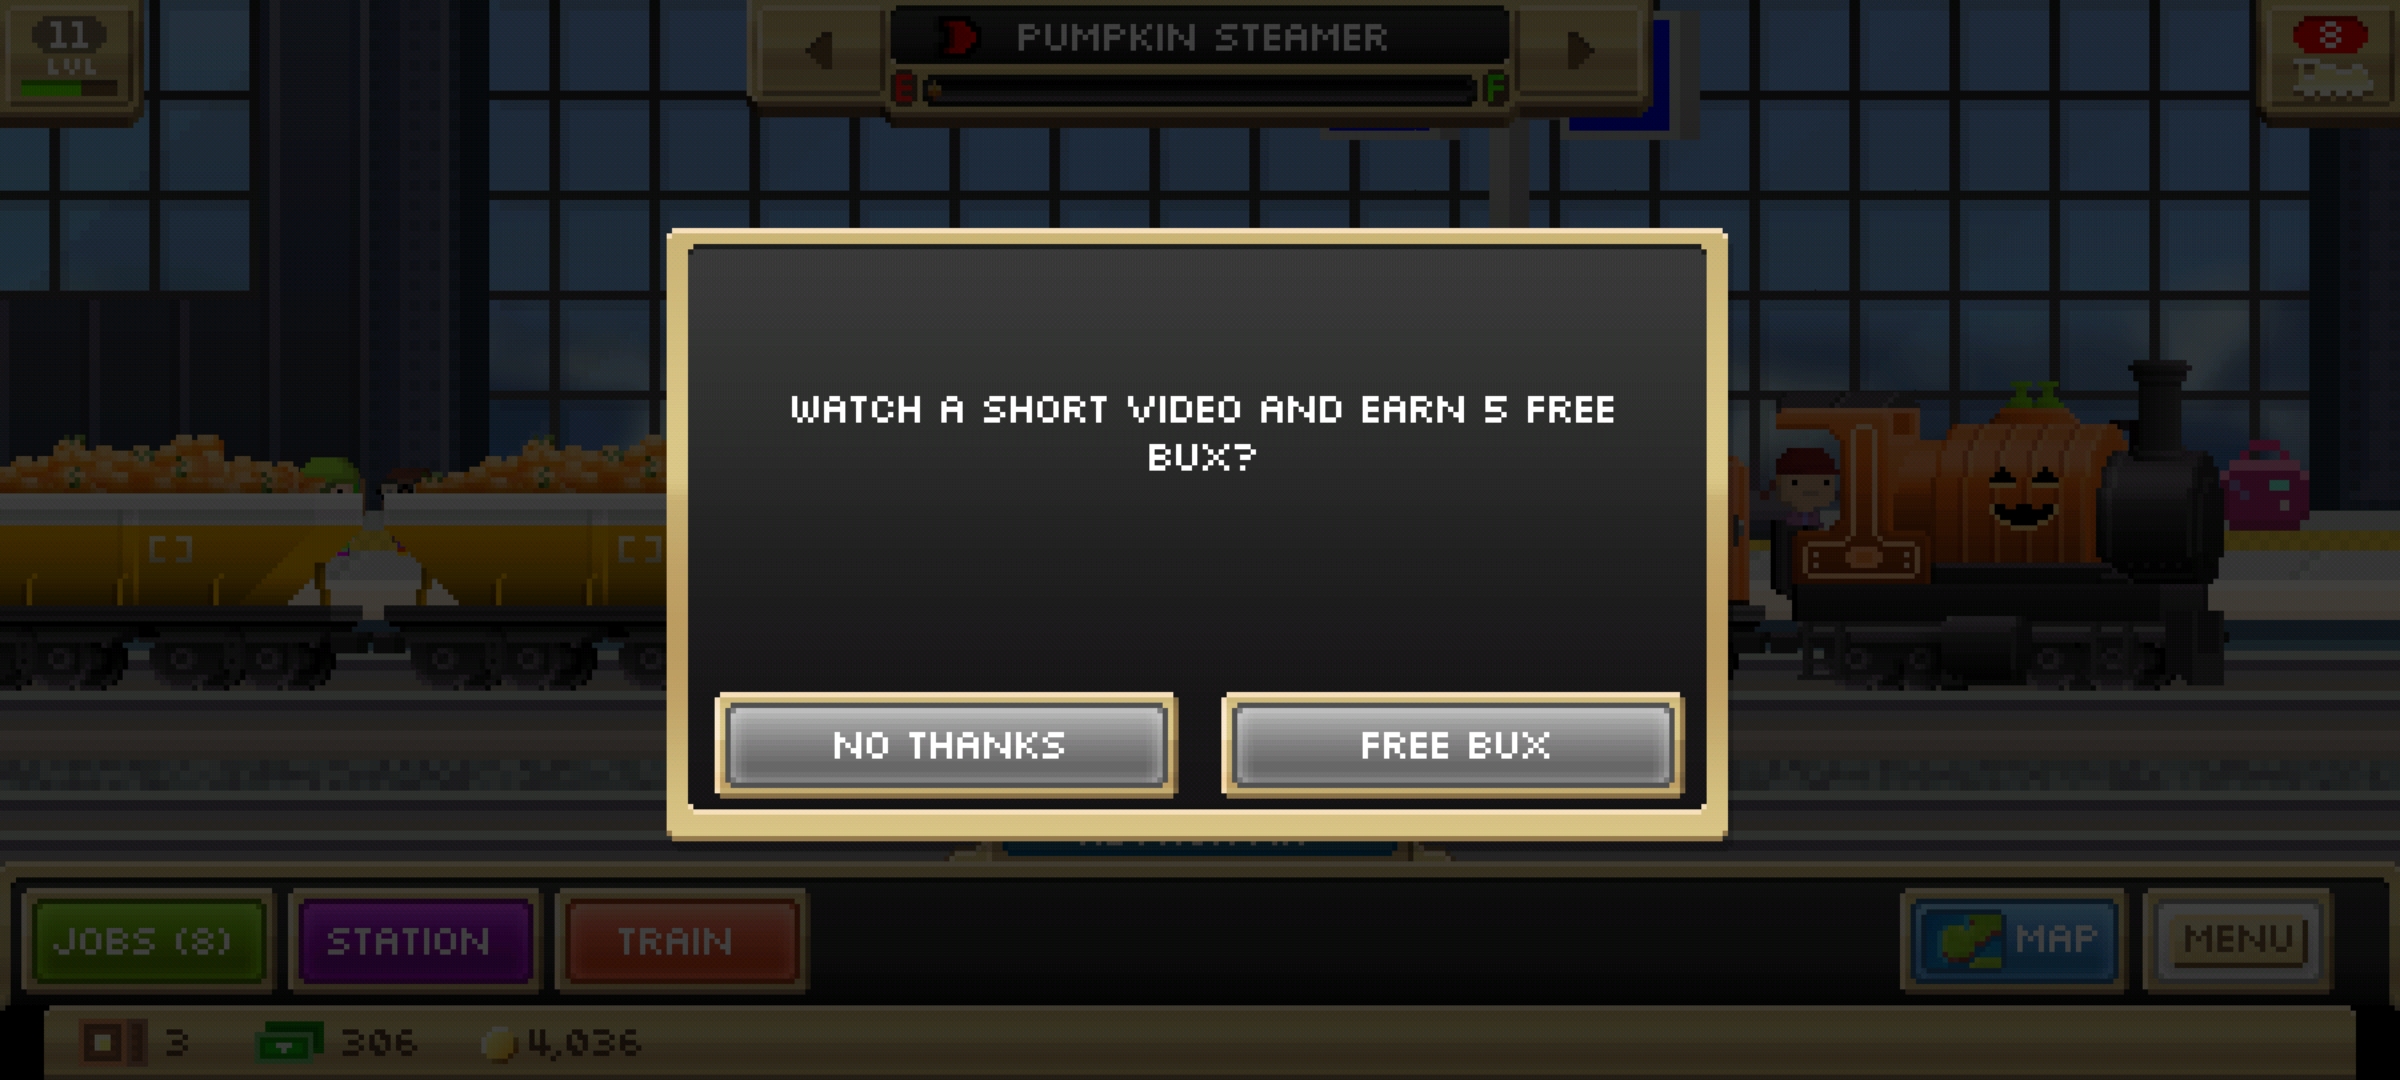 11
LVL
PUMPKIN STEAMER
E F
8
WATCH A SHORT VIDEO AND EARN 5 FREE
BUX?
NO THANKS
FREE BUX
JOBS (8)
STATION
TRAIN
MAP
MENU
3
306
4,036